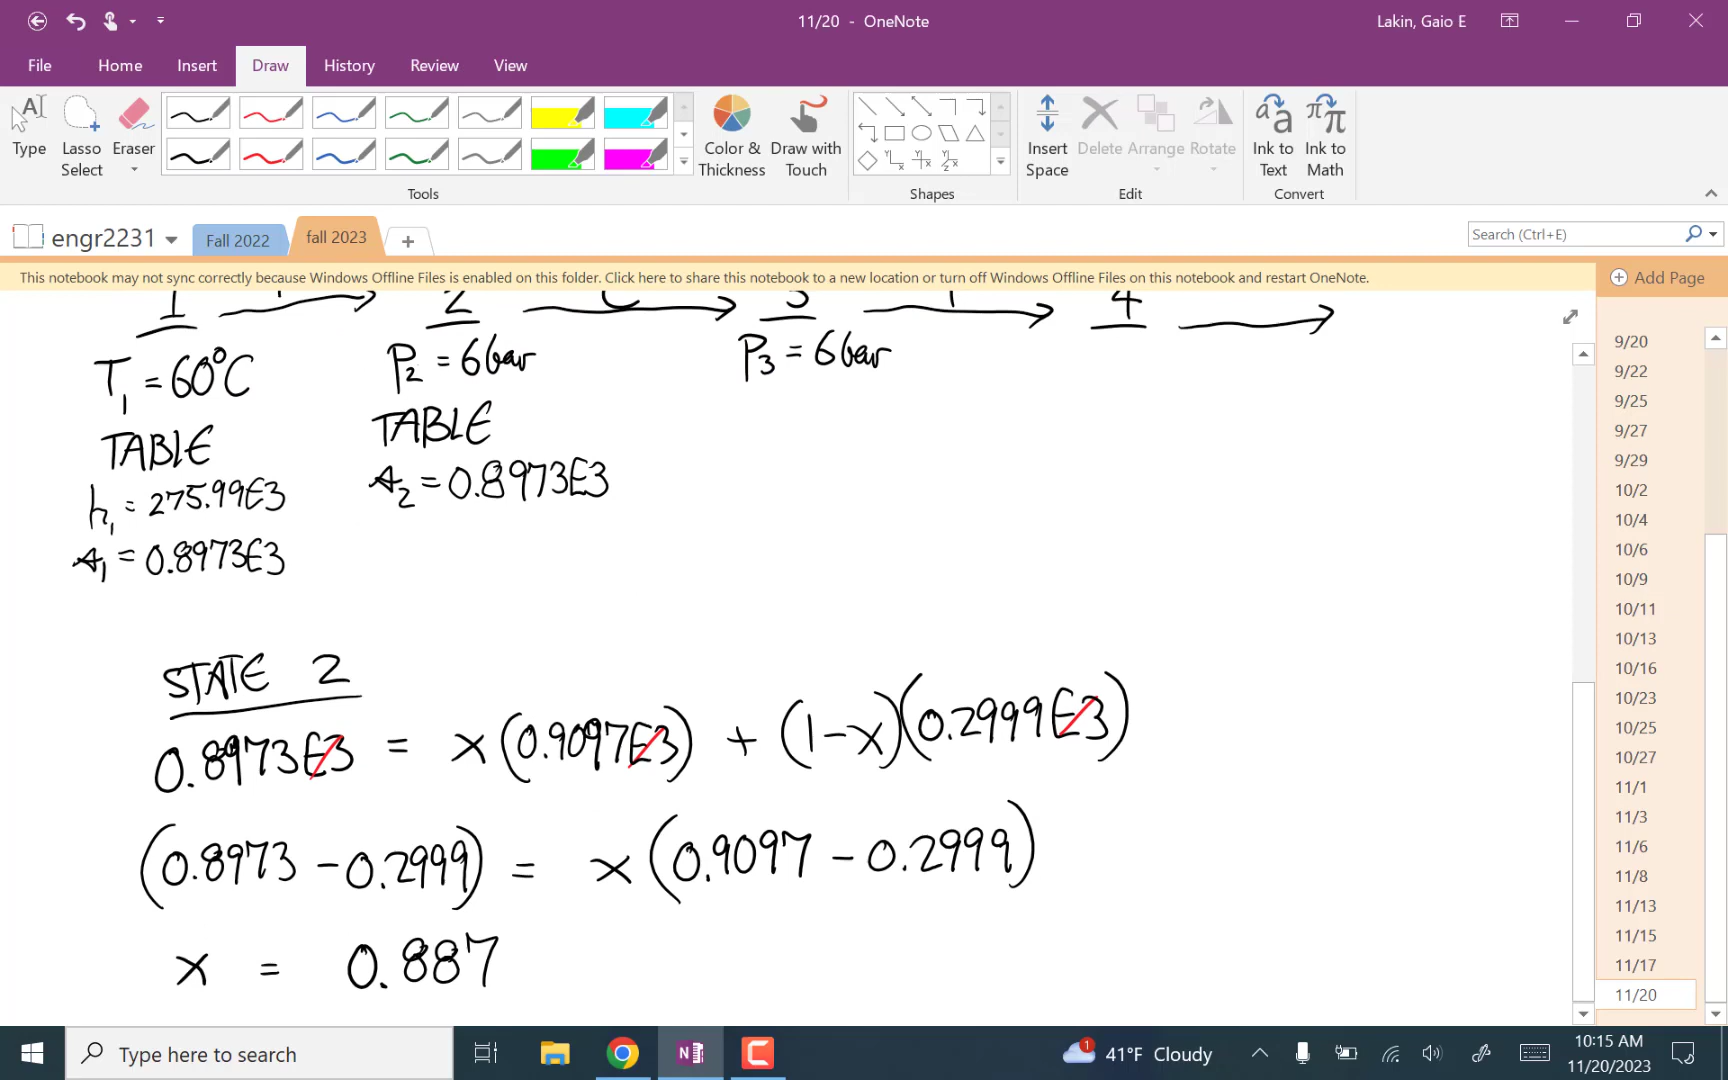 11/20 - OneNote
Lakin, Gaio E
File Home Insert Draw History Review View
Type
Lasso Select
Eraser
Color & Thickness
Draw with Touch
Insert Space
Delete
Arrange
Rotate
Ink to Text
Ink to Math
Tools
Shapes
Edit
Convert
engr2231
Fall 2022
fall 2023
Search (Ctrl+E)
This notebook may not sync correctly because Windows Offline Files is enabled on this folder. Click here to share this notebook to a new location or turn off Windows Offline Files on this notebook and restart OneNote.
Add Page
1 2 3 4
T₁ = 60°C
TABLE
h₁ = 275.99E3
s₁ = 0.8973E3
P₂ = 6bar
TABLE
s₂ = 0.8973E3
P₃ = 6bar
STATE 2
0.8973E3 = x(0.9097E3) + (1-x)(0.2999E3)
(0.8973 - 0.2999) = x(0.9097 - 0.2999)
x = 0.887
9/20
9/22
9/25
9/27
9/29
10/2
10/4
10/6
10/9
10/11
10/13
10/16
10/23
10/25
10/27
11/1
11/3
11/6
11/8
11/13
11/15
11/17
11/20
Type here to search
1
41°F Cloudy
10:15 AM
11/20/2023